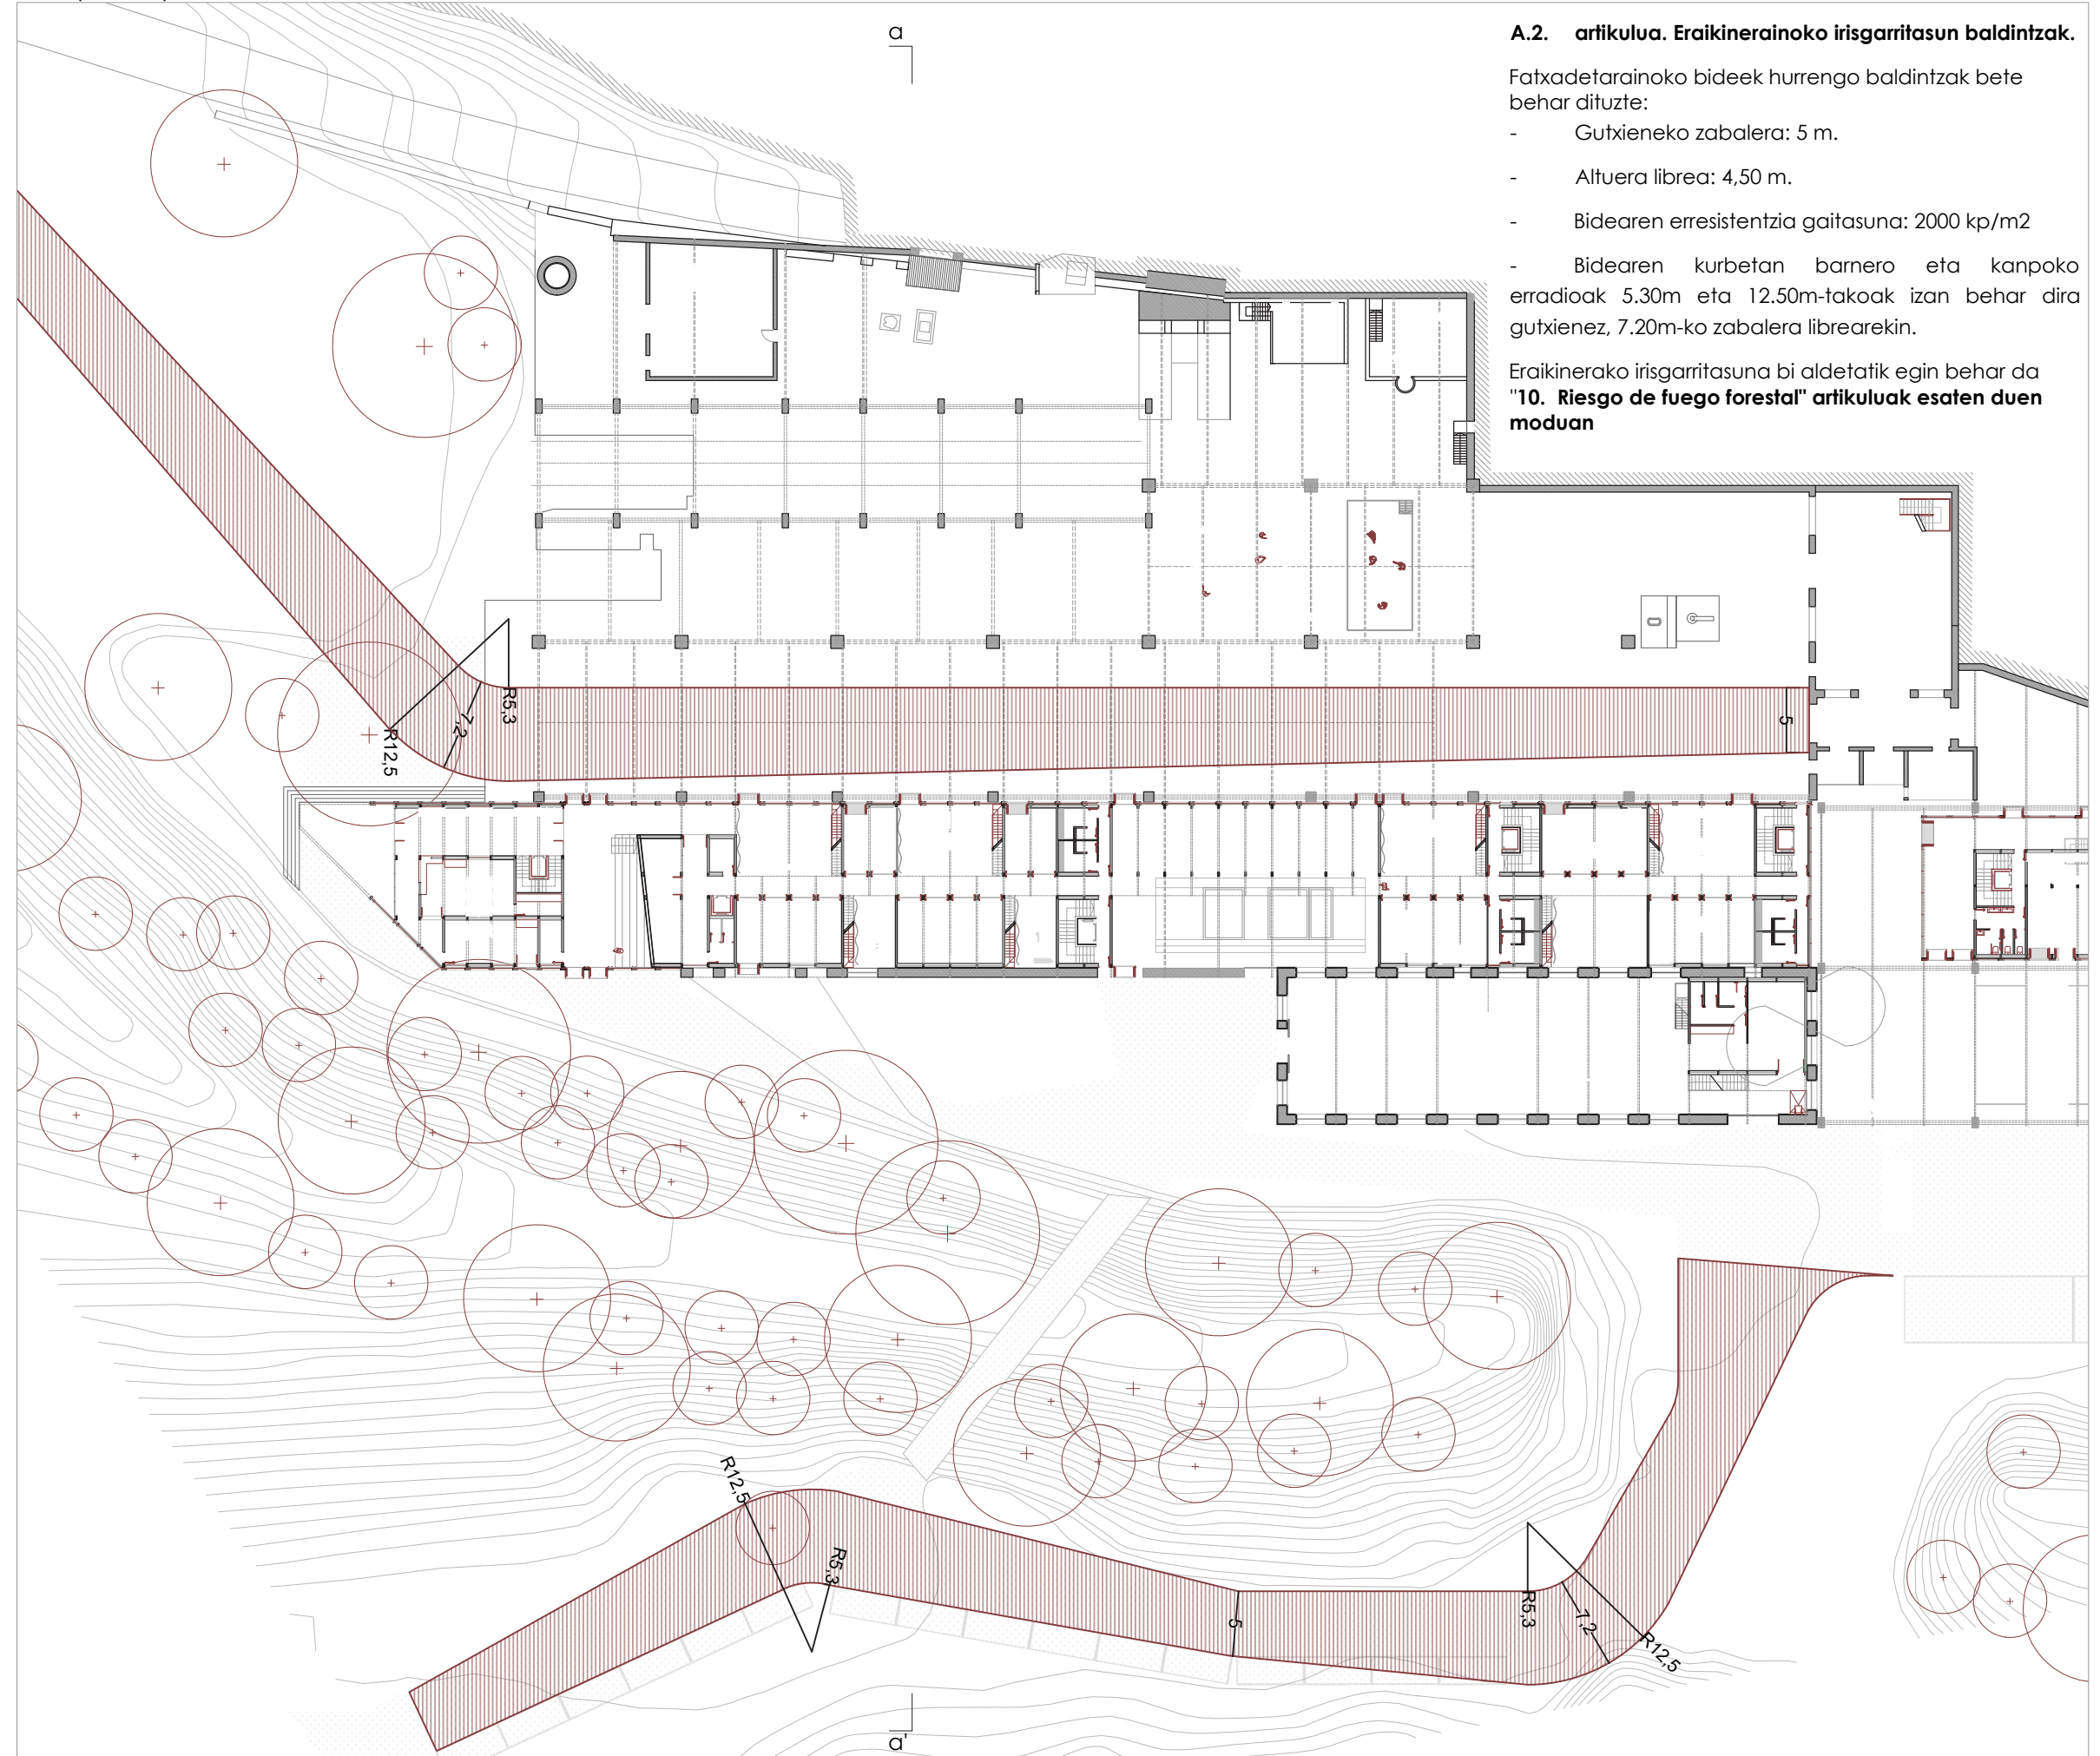 a
A.2. artikulua. Eraikinerainoko irisgarritasun baldintzak.
Fatxadetarainoko bideek hurrengo baldintzak bete
behar dituzte:
- Gutxieneko zabalera: 5 m.
- Altuera librea: 4,50 m.
- Bidearen erresistentzia gaitasuna: 2000 kp/m2
- Bidearen kurbetan barnero eta kanpoko
erradioak 5.30m eta 12.50m-takoak izan behar dira
gutxienez, 7.20m-ko zabalera librearekin.
Eraikinerako irisgarritasuna bi aldetatik egin behar da
"10. Riesgo de fuego forestal" artikuluak esaten duen
moduan
R5,3
7,2
R12,5
5
R12,5
R5,3
5
R5,3
7,2
R12,5
a'